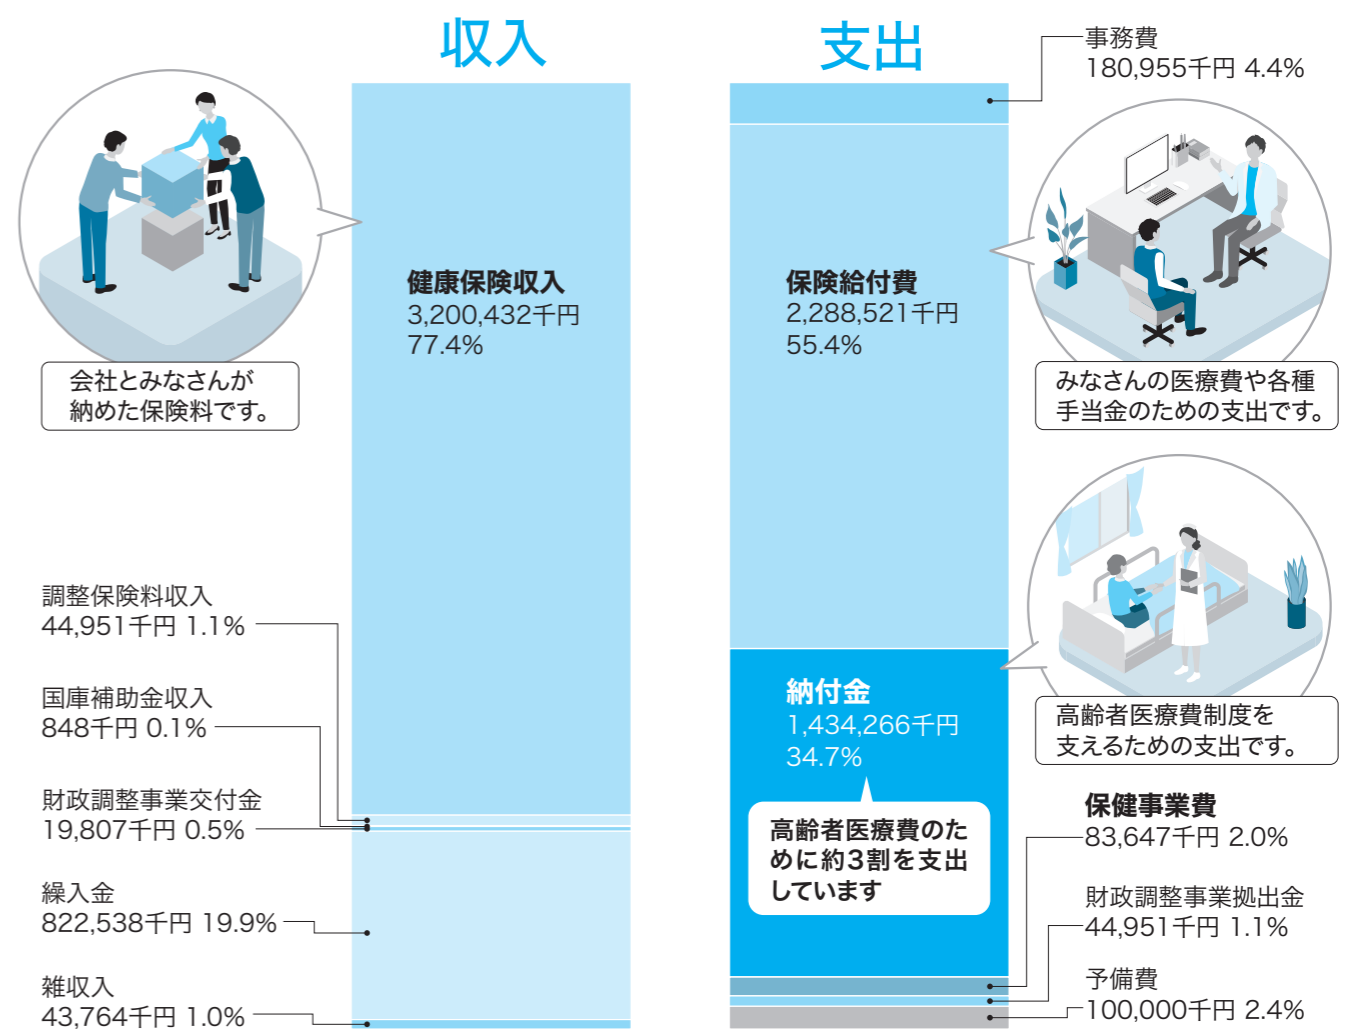 収入
健康保険収入
3,200,432千円
77.4%
会社とみなさんが
納めた保険料です。
調整保険料収入
44,951千円 1.1%
国庫補助金収入
848千円 0.1%
財政調整事業交付金
19,807千円 0.5%
繰入金
822,538千円 19.9%
雑収入
43,764千円 1.0%
支出
事務費
180,955千円 4.4%
保険給付費
2,288,521千円
55.4%
みなさんの医療費や各種
手当金のための支出です。
納付金
1,434,266千円
34.7%
高齢者医療費のた
めに約3割を支出
しています
高齢者医療費制度を
支えるための支出です。
保健事業費
83,647千円 2.0%
財政調整事業拠出金
44,951千円 1.1%
予備費
100,000千円 2.4%